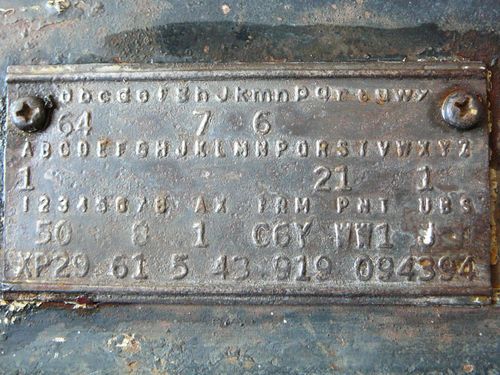 abcdefghJkmnpqrtuwy
64 7 6
ABCDEFGHJKLMNPQRSTVWXYZ
1 21 1
12345678 AX TRM PNT UBS
50 8 1 C6Y WW1 J
XP29 61 5 43 919 094394